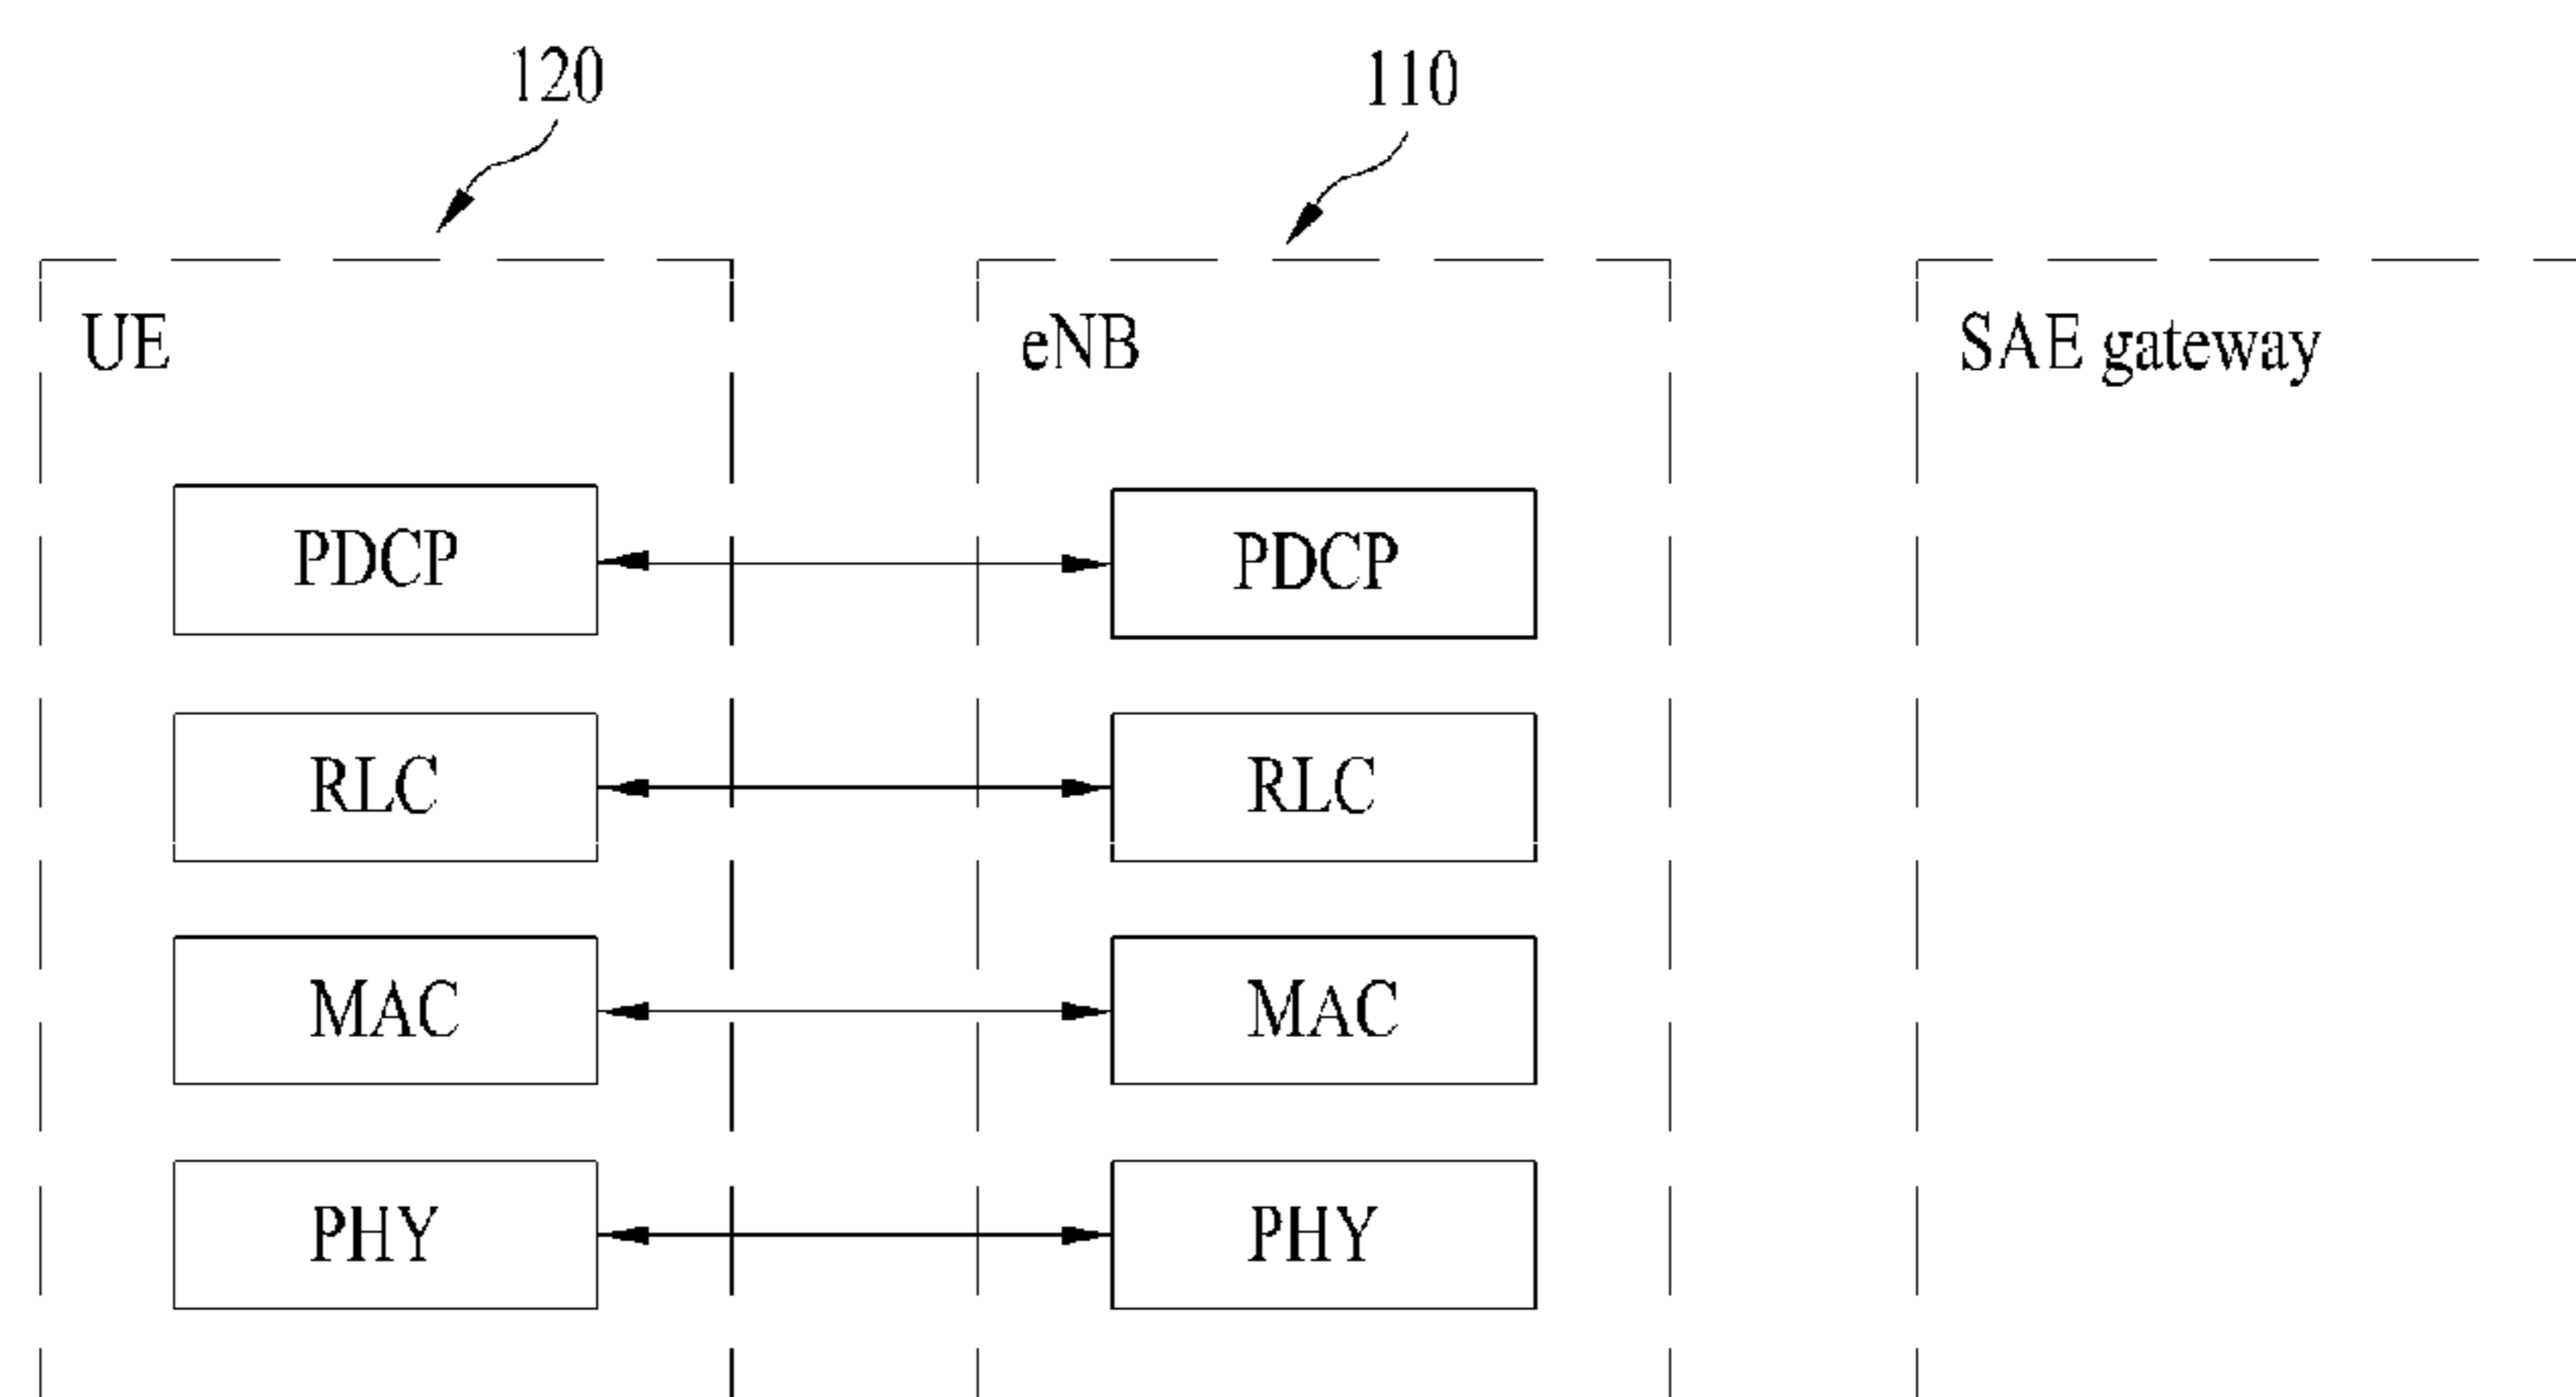 120
110
UE
eNB
SAE gateway
PDCP
PDCP
RLC
RLC
MAC
MAC
PHY
PHY